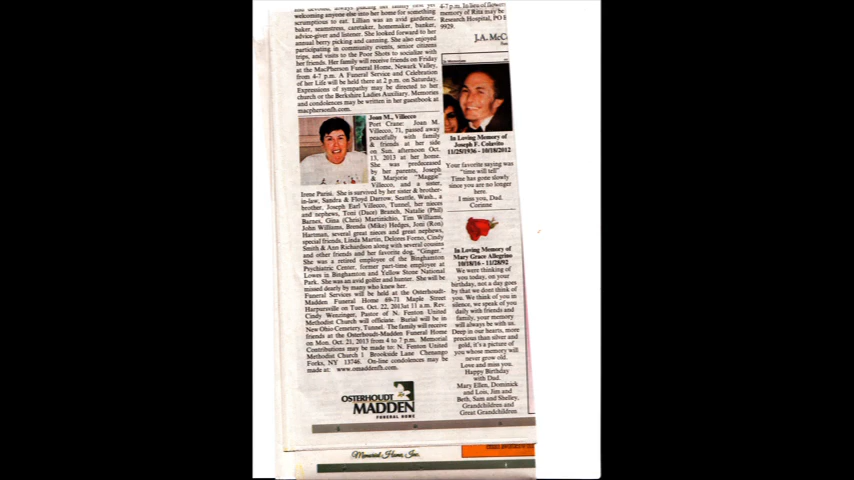 and devoted, always placing her family first yet
welcoming anyone else into her home for something
scrumptious to eat. Lillian was an avid gardener,
baker, seamstress, caretaker, homemaker, banker,
advice-giver and listener. She looked forward to her
annual berry picking and canning. She also enjoyed
participating in community events, senior citizens
trips, and visits to the Poor Shots to socialize with
her friends. Her family will receive friends on Friday
at the MacPherson Funeral Home, Newark Valley,
from 4-7 p.m. A Funeral Service and Celebration
of her Life will be held there at 2 p.m. on Saturday.
Expressions of sympathy may be directed to her
church or the Berkshire Ladies Auxiliary. Memories
and condolences may be written in her guestbook at
macphersonfh.com.
Joan M., Villecco
Port Crane: Joan M.
Villecco, 71, passed away
peacefully with family
& friends at her side
on Sun. afternoon Oct.
13, 2013 at her home.
She was predeceased
by her parents, Joseph
& Marjorie "Maggie"
Villecco, and a sister,
Irene Parisi. She is survived by her sister & brother-
in-law, Sandra & Floyd Darrow, Seattle, Wash., a
brother, Joseph Earl Villecco, Tunnel, her nieces
and nephews, Toni (Dace) Branch, Natalie (Phil)
Barnes, Gina (Chris) Martinichio, Tim Williams,
John Williams, Brenda (Mike) Hedges, Joni (Ron)
Hartman, several great nieces and great nephews,
special friends, Linda Martin, Delores Forno, Cindy
Smith & Ann Richardson along with several cousins
and other friends and her favorite dog, "Ginger."
She was a retired employee of the Binghamton
Psychiatric Center, former part-time employee at
Lowes in Binghamton and Yellow Stone National
Park. She was an avid golfer and hunter. She will be
missed dearly by many who knew her.
Funeral Services will be held at the Osterhoudt-
Madden Funeral Home 69-71 Maple Street
Harpursville on Tues. Oct. 22, 2013at 11 a.m. Rev.
Cindy Wenzinger, Pastor of N. Fenton United
Methodist Church will officiate. Burial will be in
New Ohio Cemetery, Tunnel. The family will receive
friends at the Osterhoudt-Madden Funeral Home
on Mon. Oct. 21, 2013 from 4 to 7 p.m. Memorial
Contributions may be made to: N. Fenton United
Methodist Church 1 Brookside Lane Chenango
Forks, NY 13746. On-line condolences may be
made at: www.omaddenfh.com.
OSTERHOUDT
MADDEN
FUNERAL HOME
4-7 p.m. In lieu of flowers
memory of Rita may be
Research Hospital, PO B
9929.
J.A. McC
In Loving Memory of
Joseph F. Colavito
11/25/1936 - 10/18/2012
Your favorite saying was
"time will tell"
Time has gone slowly
since you are no longer
here.
I miss you, Dad.
Corinne
In Loving Memory of
Mary Grace Allegrino
10/18/16 - 11/28/92
We were thinking of
you today, on your
birthday, not a day goes
by that we dont think of
you. We think of you in
silence, we speak of you
daily with friends and
family, your memory
will always be with us.
Deep in our hearts, more
precious than silver and
gold, it's a picture of
you whose memory will
never grow old.
Love and miss you.
Happy Birthday
with Dad.
Mary Ellen, Dominick
and Lois, Jim and
Beth, Sam and Shelley,
Grandchildren and
Great Grandchildren
Memorial Home, Inc.